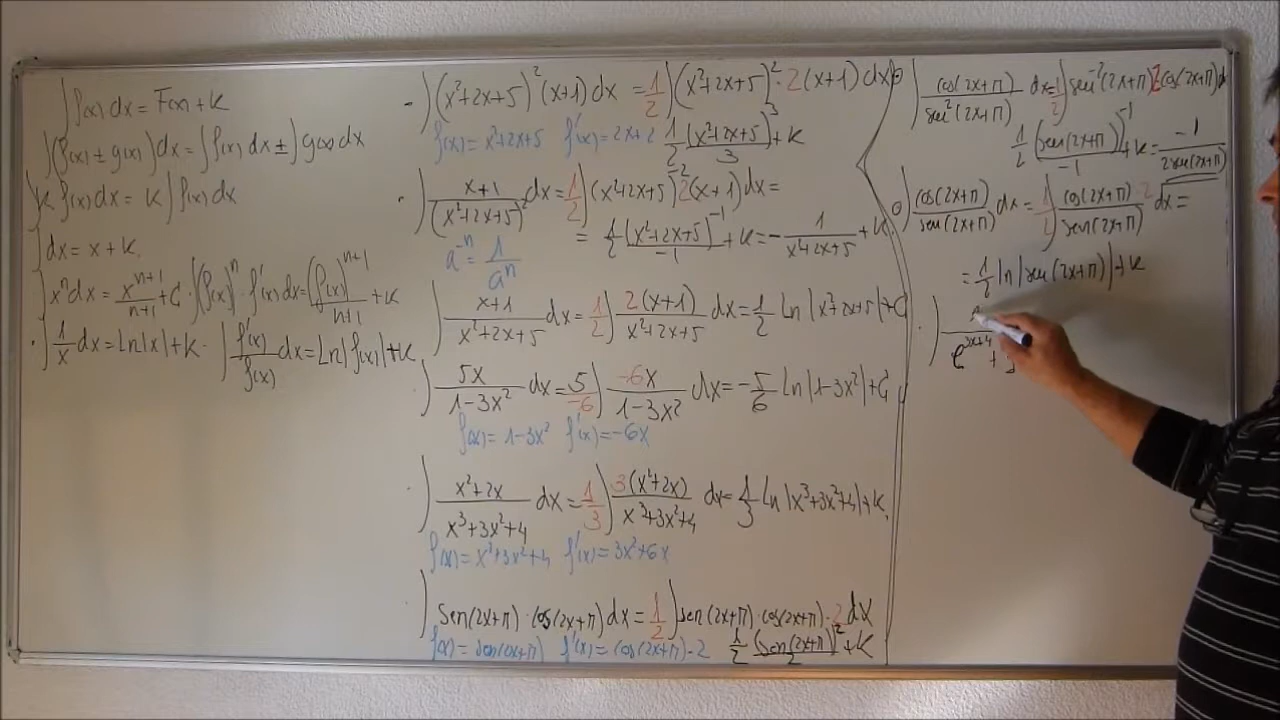 ∫f(x) dx = F(x) + K
∫(f(x) ± g(x)) dx = ∫f(x) dx ± ∫g(x) dx
∫K f(x) dx = K ∫f(x) dx
∫dx = x + K
∫x^n dx = x^(n+1)/(n+1) + C · ∫(f(x))^n · f'(x) dx = (f(x))^(n+1)/(n+1) + K
· ∫1/x dx = Ln|x| + K · ∫f'(x)/f(x) dx = Ln|f(x)| + K
- ∫(x²+2x+5)²(x+1) dx = 1/2 ∫(x²+2x+5)² · 2(x+1) dx
f(x) = x²+2x+5 f'(x) = 2x+2 1/2 (x²+2x+5)³/3 + K
· ∫(x+1)/(x²+2x+5)² dx = 1/2 ∫(x²+2x+5)^-2 2(x+1) dx =
= 1/2 (x²+2x+5)^-1/-1 + K = - 1/(x²+2x+5) + K
a^-n = 1/a^n
∫(x+1)/(x²+2x+5) dx = 1/2 ∫2(x+1)/(x²+2x+5) dx = 1/2 Ln|x²+2x+5| + C
∫5x/(1-3x²) dx = 5/-6 ∫-6x/(1-3x²) dx = -5/6 Ln|1-3x²| + C
f(x) = 1-3x² f'(x) = -6x
· ∫(x²+2x)/(x³+3x²+4) dx = 1/3 ∫3(x²+2x)/(x³+3x²+4) dx = 1/3 Ln|x³+3x²+4| + K
f(x) = x³+3x²+4 f'(x) = 3x²+6x
· ∫sen(2x+π) · cos(2x+π) dx = 1/2 ∫sen(2x+π) · cos(2x+π) · 2 dx
f(x) = sen(2x+π) f'(x) = cos(2x+π) · 2 1/2 (sen(2x+π))²/2 + K
∫cos(2x+π)/sen²(2x+π) dx = 1/2 ∫sen^-2(2x+π) 2 cos(2x+π) dx
1/2 (sen(2x+π))^-1/-1 + K = -1/(2 sen(2x+π))
∫cos(2x+π)/sen(2x+π) dx = 1/2 ∫cos(2x+π) · 2/sen(2x+π) dx =
= 1/2 ln|sen(2x+π)| + K
e^(3x+4) +